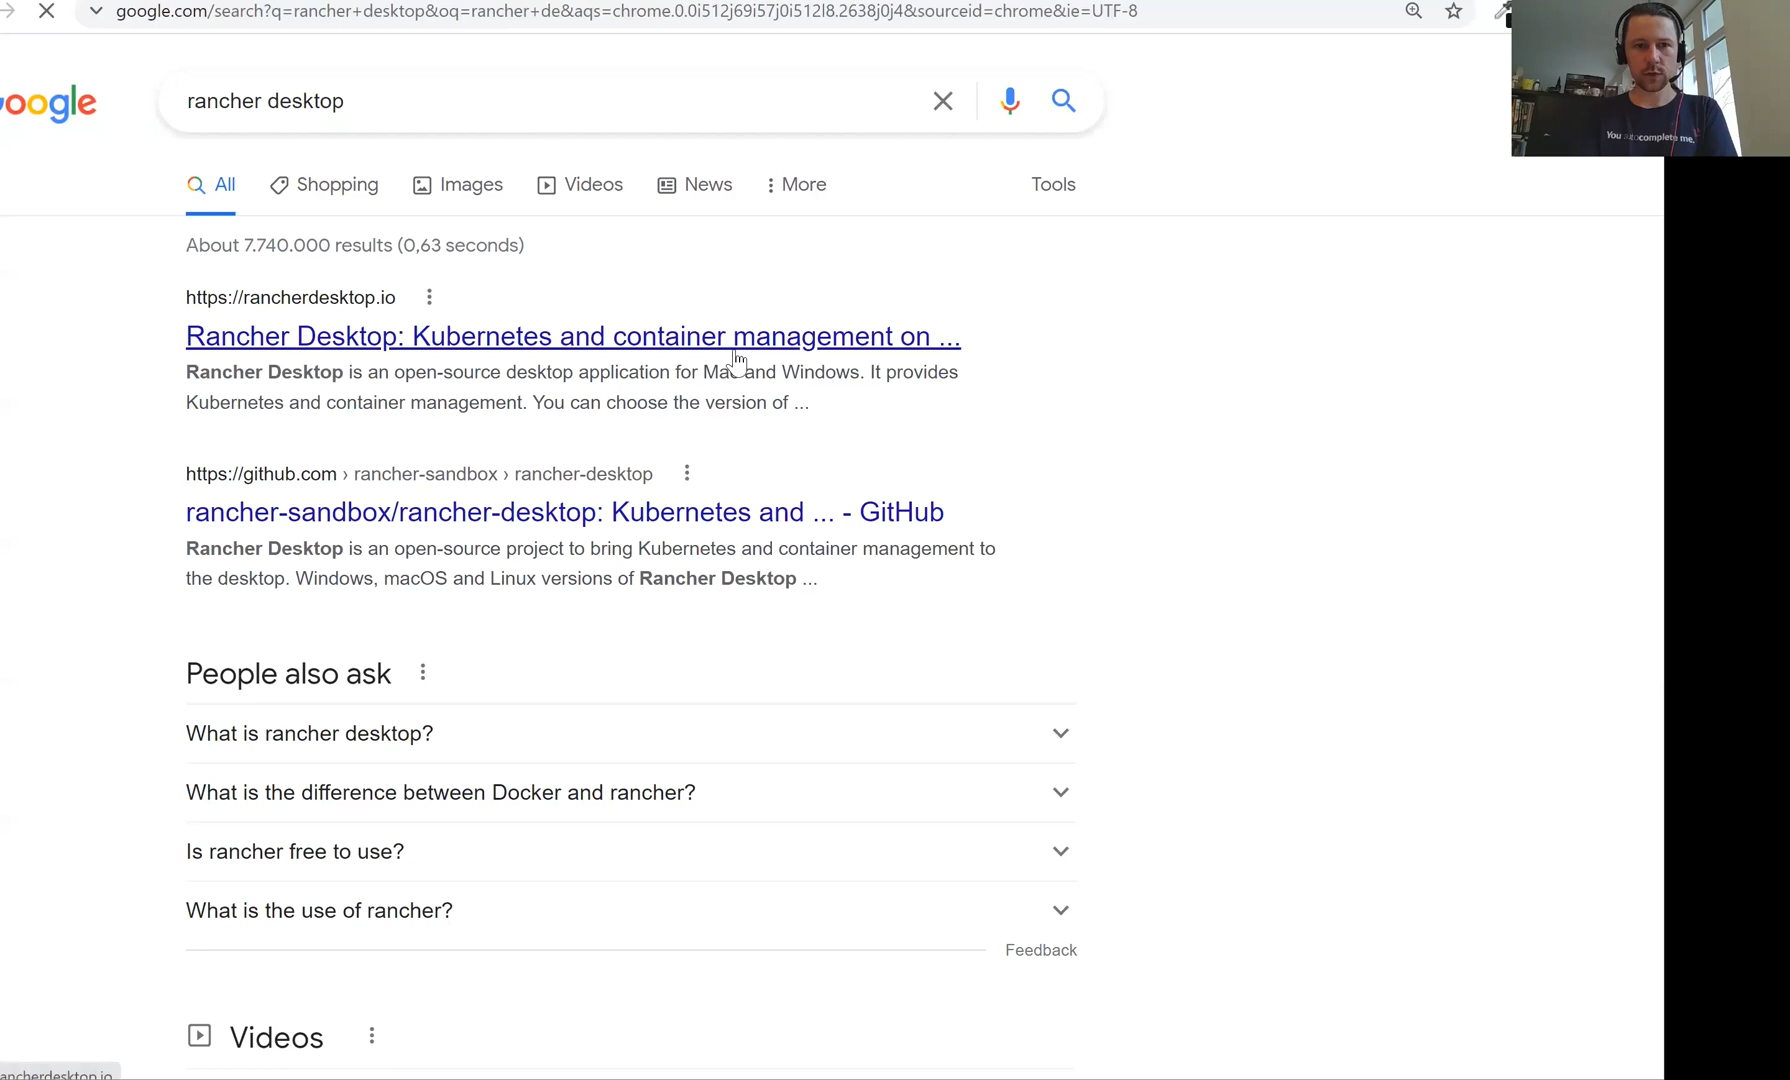 google.com/search?q=rancher+desktop&oq=rancher+de&aqs=chrome.0.0i512j69i57j0i512l8.2638j0j4&sourceid=chrome&ie=UTF-8
oogle
rancher desktop
All Shopping Images Videos News More Tools
About 7.740.000 results (0,63 seconds)
https://rancherdesktop.io
Rancher Desktop: Kubernetes and container management on ...
Rancher Desktop is an open-source desktop application for Mac and Windows. It provides
Kubernetes and container management. You can choose the version of ...
https://github.com › rancher-sandbox › rancher-desktop
rancher-sandbox/rancher-desktop: Kubernetes and ... - GitHub
Rancher Desktop is an open-source project to bring Kubernetes and container management to
the desktop. Windows, macOS and Linux versions of Rancher Desktop ...
People also ask
What is rancher desktop?
What is the difference between Docker and rancher?
Is rancher free to use?
What is the use of rancher?
Feedback
Videos
ancherdesktop.io
You autocomplete me.